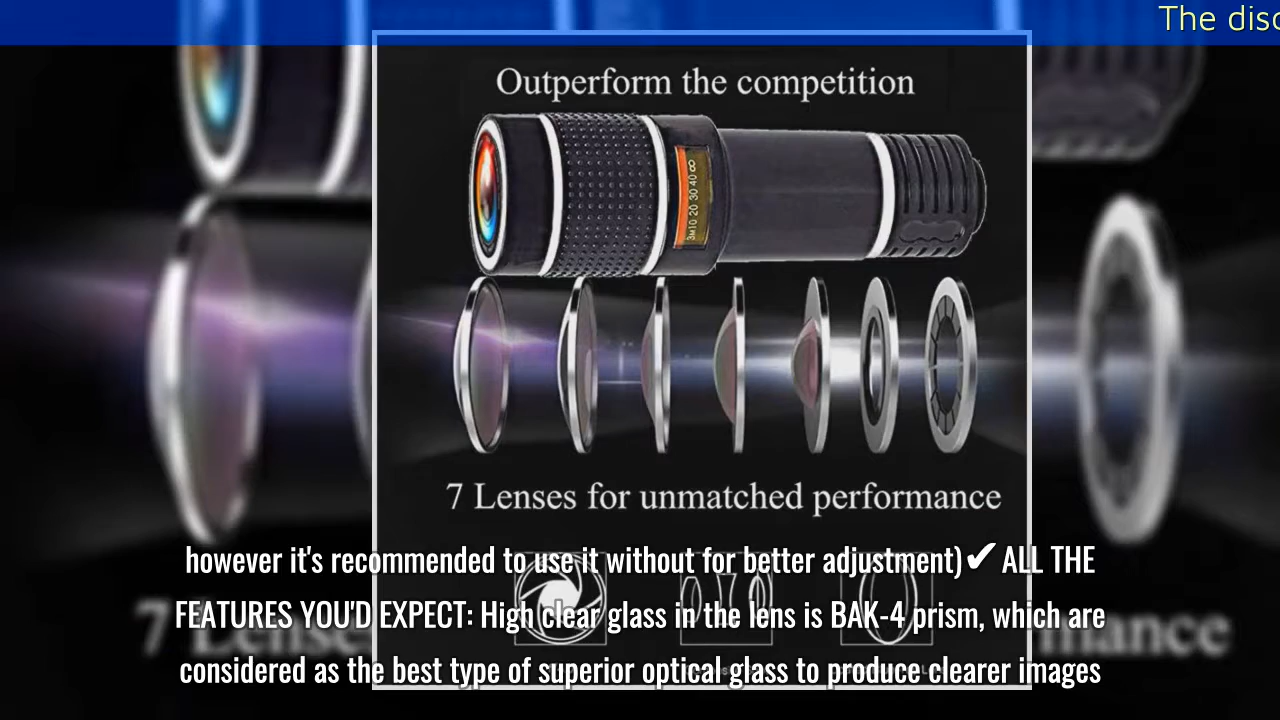 The disc
Outperform the competition
3M10 20 30 40 ∞
7 Lenses for unmatched performance
however it's recommended to use it without for better adjustment)✔ALL THE
FEATURES YOU'D EXPECT: High clear glass in the lens is BAK-4 prism, which are
considered as the best type of superior optical glass to produce clearer images